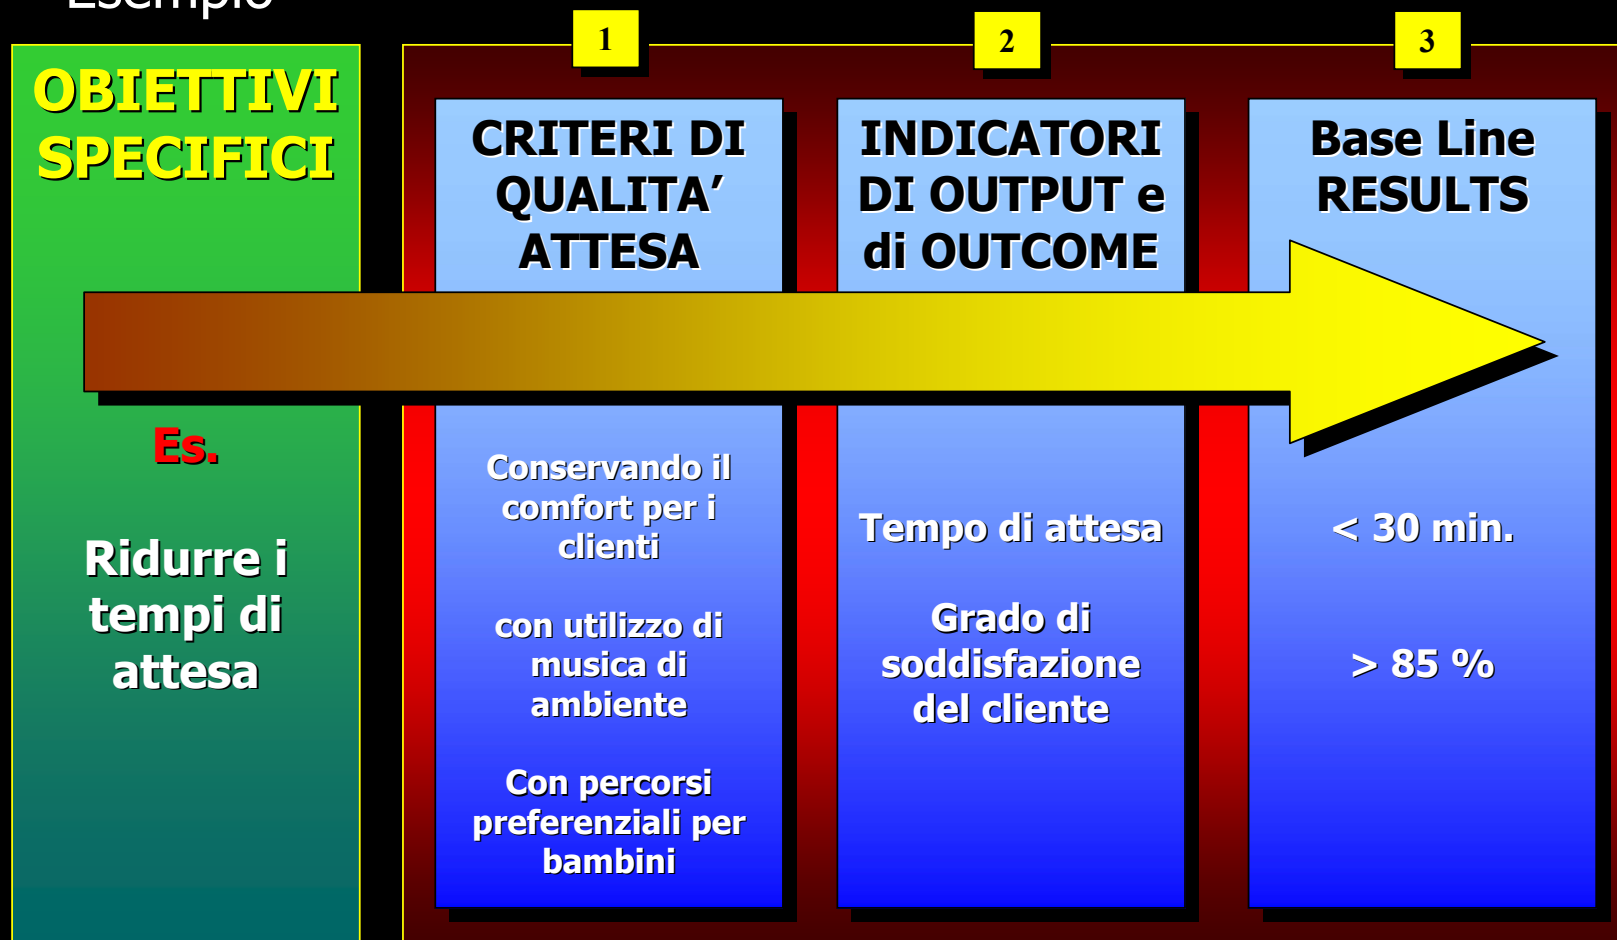 Esempio
OBIETTIVI
SPECIFICI
Es.
Ridurre i
tempi di
attesa
1
CRITERI DI
QUALITA’
ATTESA
Conservando il
comfort per i
clienti
con utilizzo di
musica di
ambiente
Con percorsi
preferenziali per
bambini
2
INDICATORI
DI OUTPUT e
di OUTCOME
Tempo di attesa
Grado di
soddisfazione
del cliente
3
Base Line
RESULTS
< 30 min.
> 85 %